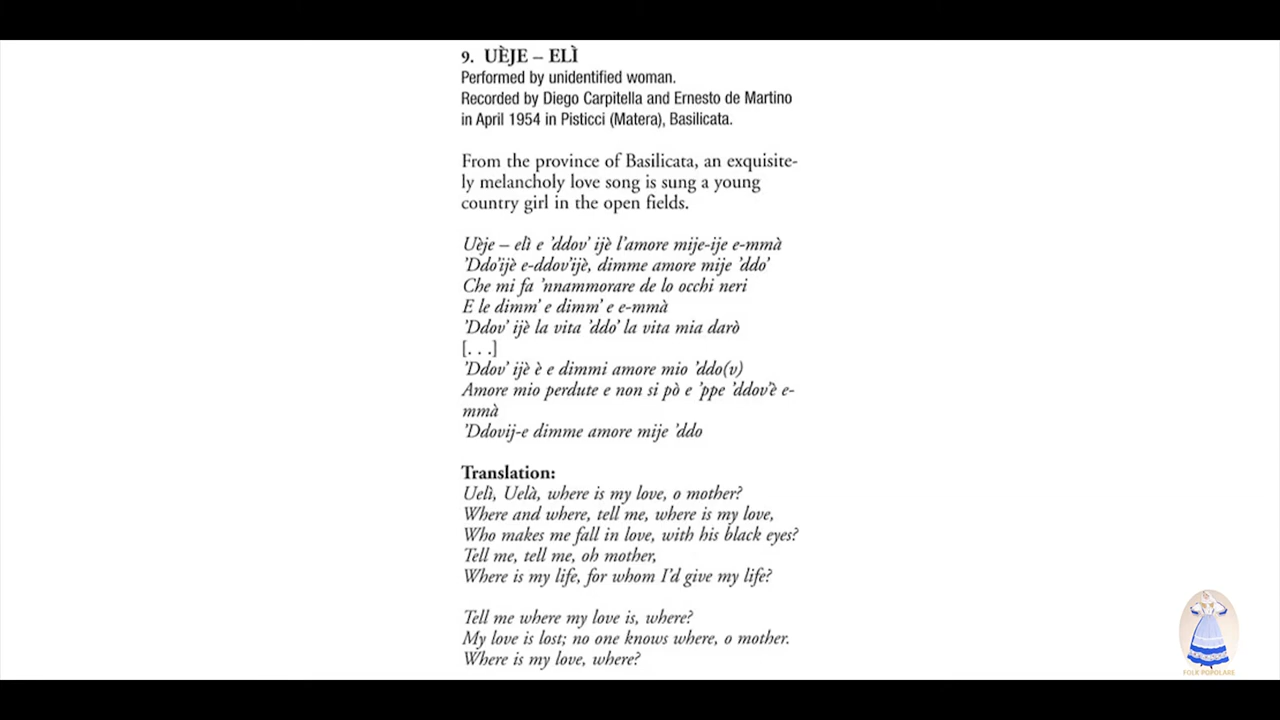 9. UÈJE – ELÌ
Performed by unidentified woman.
Recorded by Diego Carpitella and Ernesto de Martino
in April 1954 in Pisticci (Matera), Basilicata.
From the province of Basilicata, an exquisite-
ly melancholy love song is sung a young
country girl in the open fields.
Uèje – elì e 'ddov' ijè l'amore mije-ije e-mmà
'Ddo'ijè e-ddov'ijè, dimme amore mije 'ddo'
Che mi fa 'nnammorare de lo occhi neri
E le dimm' e dimm' e e-mmà
'Ddov' ijè la vita 'ddo' la vita mia darò
[. . .]
'Ddov' ijè è e dimmi amore mio 'ddo(v)
Amore mio perdute e non si pò e 'ppe 'ddov'è e-
mmà
'Ddovij-e dimme amore mije 'ddo
Translation:
Uelì, Uelà, where is my love, o mother?
Where and where, tell me, where is my love,
Who makes me fall in love, with his black eyes?
Tell me, tell me, oh mother,
Where is my life, for whom I'd give my life?
Tell me where my love is, where?
My love is lost; no one knows where, o mother.
Where is my love, where?
FOLK POPOLARE